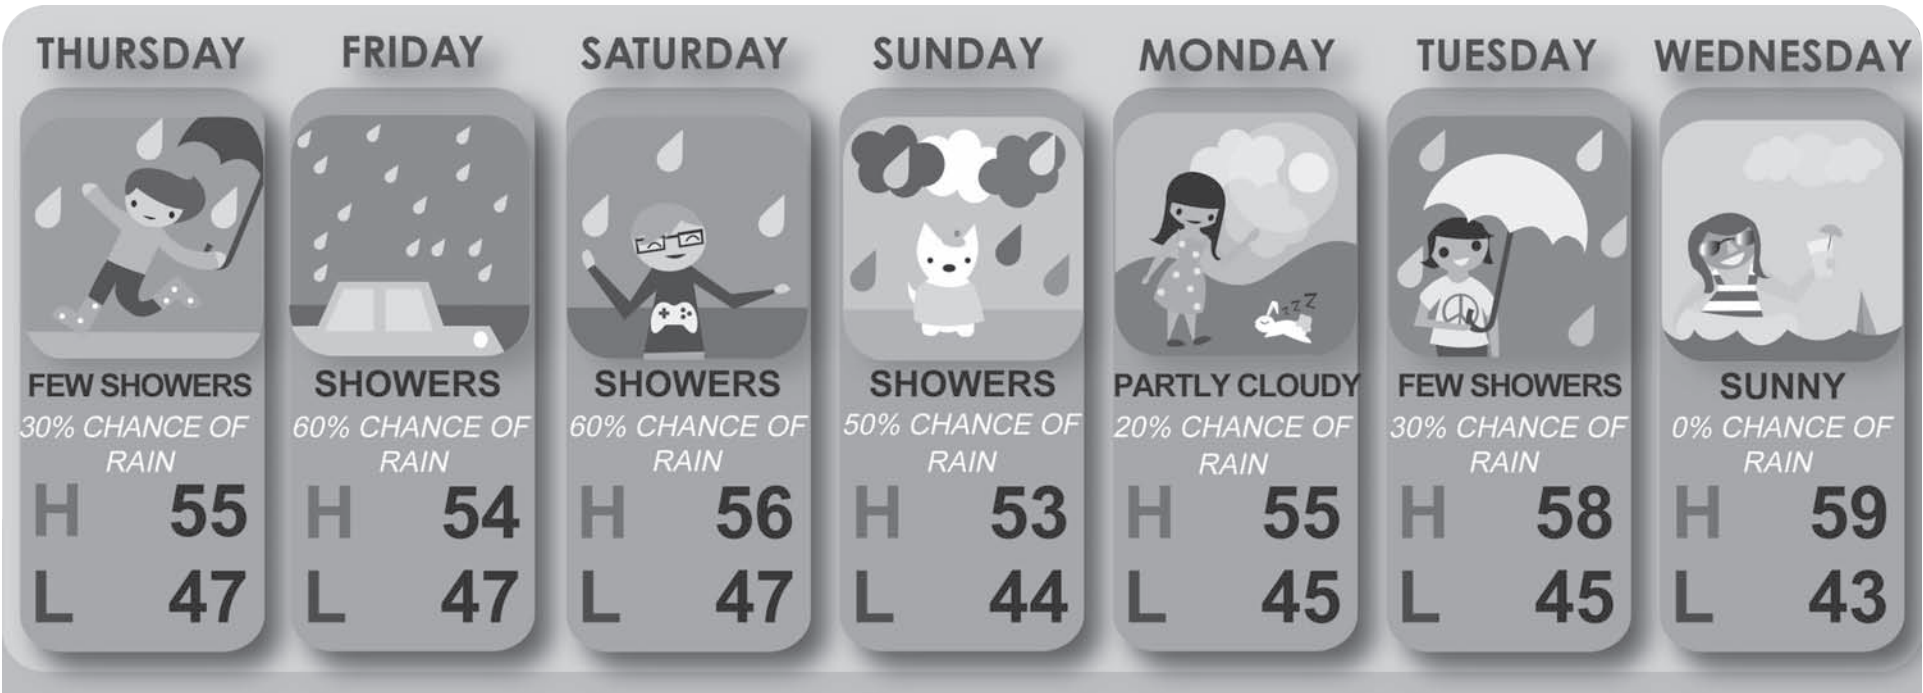 THURSDAY
FEW SHOWERS
30% CHANCE OF
RAIN
H 55
L 47
FRIDAY
SHOWERS
60% CHANCE OF
RAIN
H 54
L 47
SATURDAY
SHOWERS
60% CHANCE OF
RAIN
H 56
L 47
SUNDAY
SHOWERS
50% CHANCE OF
RAIN
H 53
L 44
MONDAY
zzZZ
PARTLY CLOUDY
20% CHANCE OF
RAIN
H 55
L 45
TUESDAY
FEW SHOWERS
30% CHANCE OF
RAIN
H 58
L 45
WEDNESDAY
SUNNY
0% CHANCE OF
RAIN
H 59
L 43